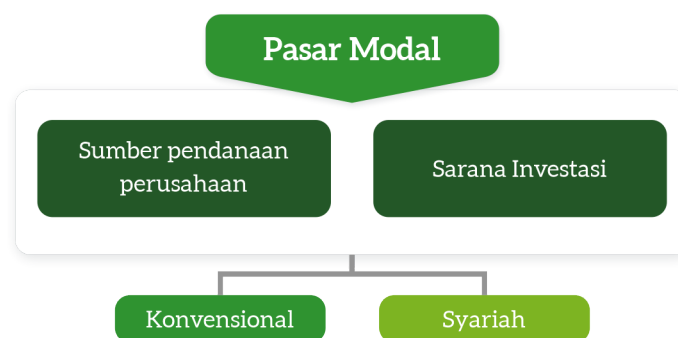 Pasar Modal
Sumber pendanaan
perusahaan
Sarana Investasi
Konvensional
Syariah